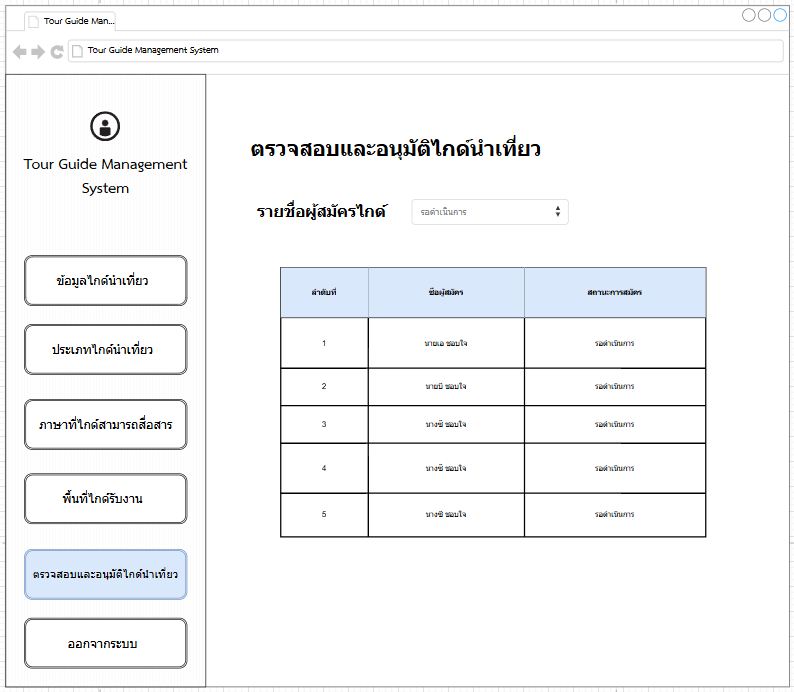 Tour Guide Man...
Tour Guide Management System
Tour Guide Management
System
ข้อมูลไกด์นำเที่ยว
ประเภทไกด์นำเที่ยว
ภาษาที่ไกด์สามารถสื่อสาร
พื้นที่ไกด์รับงาน
ตรวจสอบและอนุมัติไกด์นำเที่ยว
ออกจากระบบ
ตรวจสอบและอนุมัติไกด์นำเที่ยว
รายชื่อผู้สมัครไกด์ รอดำเนินการ
ลำดับที่ ชื่อผู้สมัคร สถานะการสมัคร
1 นายเอ ชอบใจ รอดำเนินการ
2 นายบี ชอบใจ รอดำเนินการ
3 นางซี ชอบใจ รอดำเนินการ
4 นางซี ชอบใจ รอดำเนินการ
5 นางซี ชอบใจ รอดำเนินการ